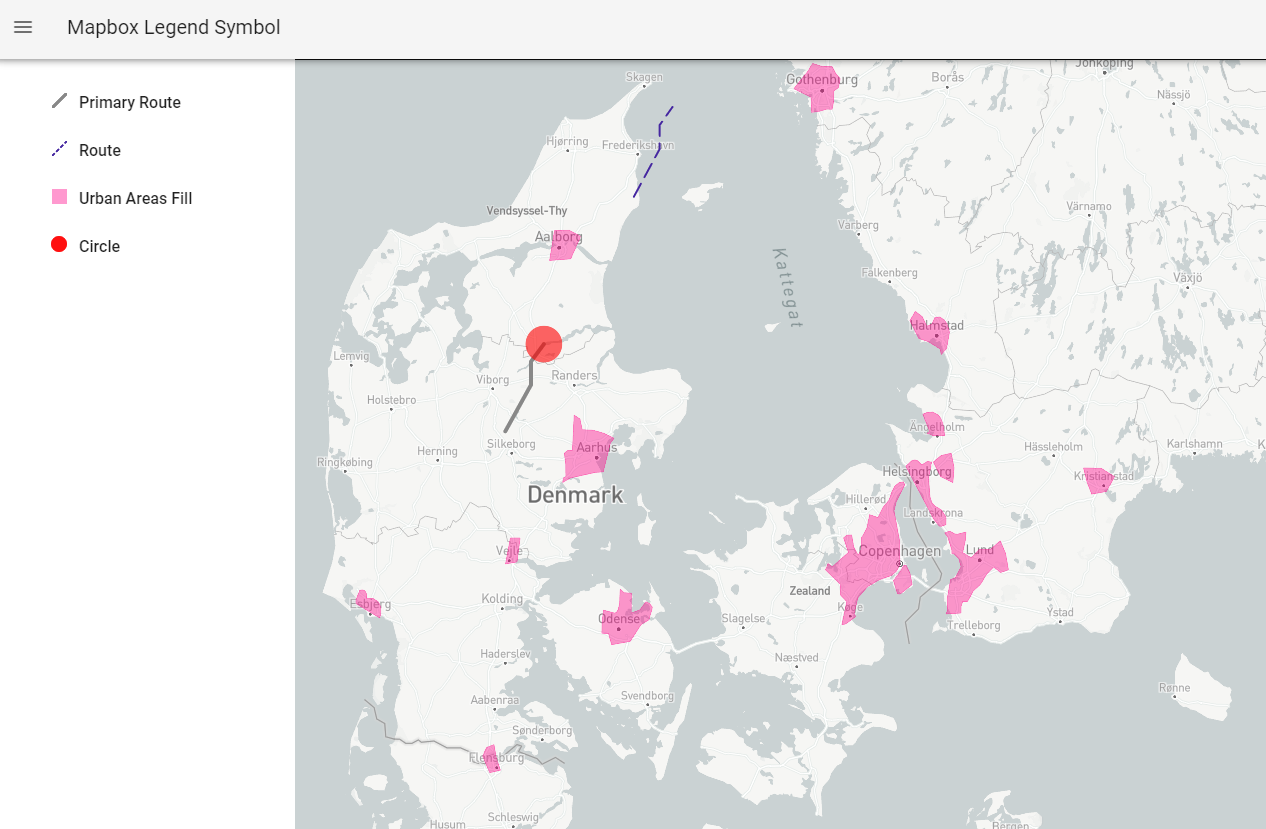 Mapbox Legend Symbol
Primary Route
Route
Urban Areas Fill
Circle
Skagen
Gothenburg
Borås
Jönköping
Nässjö
Hjørring
Frederikshavn
Vendsyssel-Thy
Aalborg
Värnamo
Varberg
Kattegat
Falkenberg
Växjö
Halmstad
Lemvig
Viborg
Randers
Holstebro
Silkeborg
Aarhus
Herning
Ringkøbing
Ängelholm
Hässleholm
Karlshamn
K
Helsingborg
Kristianstad
Denmark
Hillerød
Landskrona
Vejle
Copenhagen
Lund
Zealand
Esbjerg
Kolding
Køge
Odense
Slagelse
Ystad
Trelleborg
Haderslev
Næstved
Svendborg
Rønne
Aabenraa
Sønderborg
Flensburg
Schleswig
Husum
Bergen